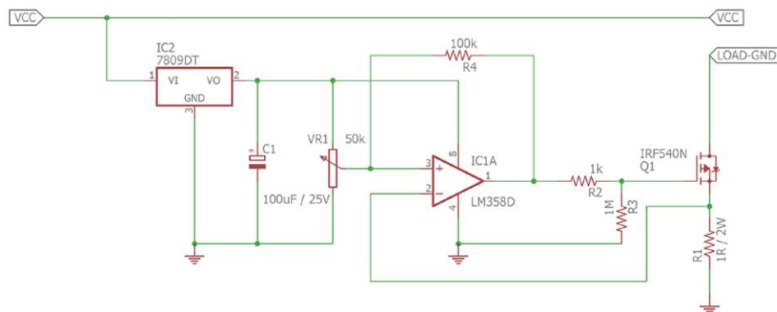 VCC
VCC
IC2
7809DT
1
VI
VO
2
GND
3
C1
+
100uF / 25V
VR1
50k
100k
R4
LOAD-GND
IC1A
8
3
+
2
-
1
4
LM358D
1k
R2
1M
R3
IRF540N
Q1
R1
1R / 2W